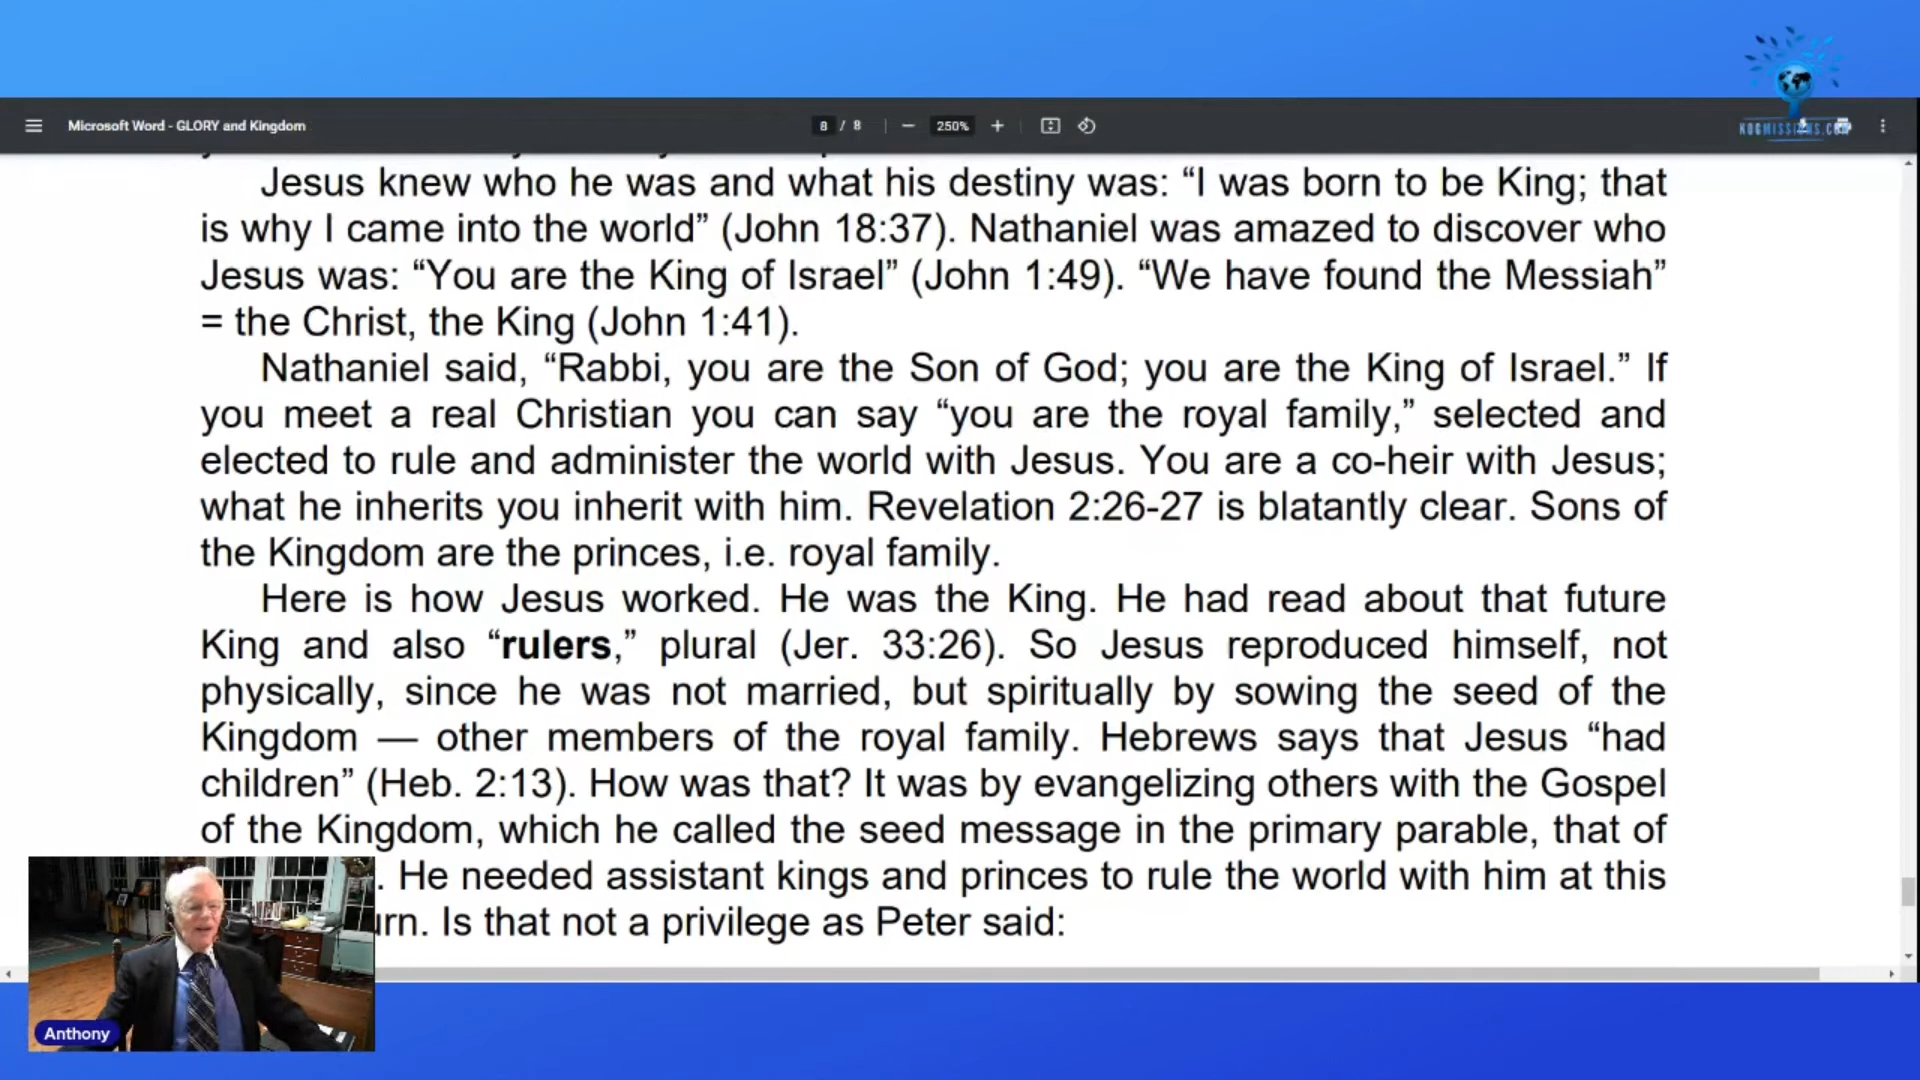 Microsoft Word - GLORY and Kingdom
8 / 8
250%
Jesus knew who he was and what his destiny was: “I was born to be King; that
is why I came into the world” (John 18:37). Nathaniel was amazed to discover who
Jesus was: “You are the King of Israel” (John 1:49). “We have found the Messiah”
= the Christ, the King (John 1:41).
Nathaniel said, “Rabbi, you are the Son of God; you are the King of Israel.” If
you meet a real Christian you can say “you are the royal family,” selected and
elected to rule and administer the world with Jesus. You are a co-heir with Jesus;
what he inherits you inherit with him. Revelation 2:26-27 is blatantly clear. Sons of
the Kingdom are the princes, i.e. royal family.
Here is how Jesus worked. He was the King. He had read about that future
King and also “rulers,” plural (Jer. 33:26). So Jesus reproduced himself, not
physically, since he was not married, but spiritually by sowing the seed of the
Kingdom — other members of the royal family. Hebrews says that Jesus “had
children” (Heb. 2:13). How was that? It was by evangelizing others with the Gospel
of the Kingdom, which he called the seed message in the primary parable, that of
. He needed assistant kings and princes to rule the world with him at this
urn. Is that not a privilege as Peter said:
Anthony